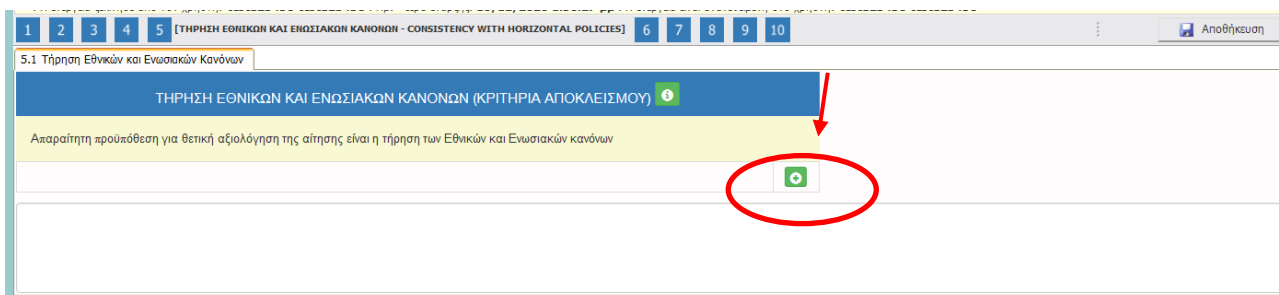 1 2 3 4 5 [ΤΗΡΗΣΗ ΕΘΝΙΚΩΝ ΚΑΙ ΕΝΩΣΙΑΚΩΝ ΚΑΝΟΝΩΝ - CONSISTENCY WITH HORIZONTAL POLICIES] 6 7 8 9 10 Αποθήκευση
5.1 Τήρηση Εθνικών και Ενωσιακών Κανόνων
ΤΗΡΗΣΗ ΕΘΝΙΚΩΝ ΚΑΙ ΕΝΩΣΙΑΚΩΝ ΚΑΝΟΝΩΝ (ΚΡΙΤΗΡΙΑ ΑΠΟΚΛΕΙΣΜΟΥ)
Απαραίτητη προϋπόθεση για θετική αξιολόγηση της αίτησης είναι η τήρηση των Εθνικών και Ενωσιακών κανόνων